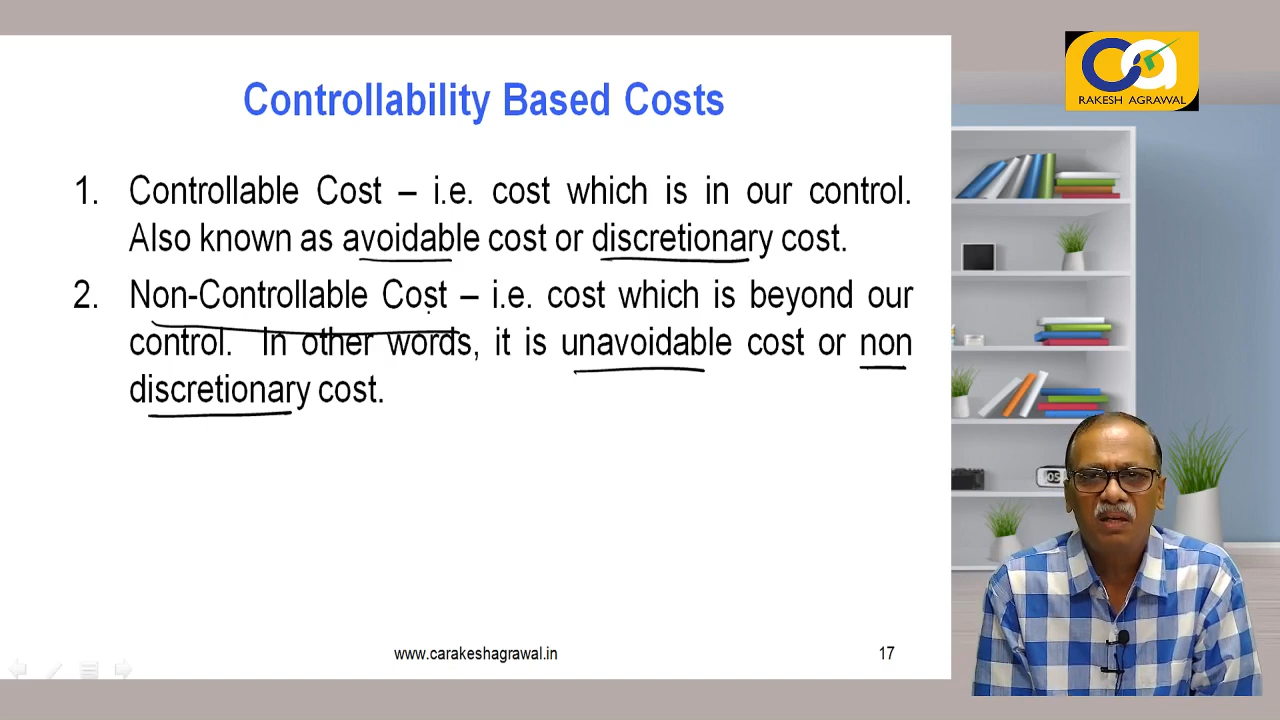 Controllability Based Costs
1. Controllable Cost – i.e. cost which is in our control.
Also known as avoidable cost or discretionary cost.
2. Non-Controllable Cost – i.e. cost which is beyond our
control. In other words, it is unavoidable cost or non
discretionary cost.
www.carakeshagrawal.in
17
ca
RAKESH AGRAWAL
05